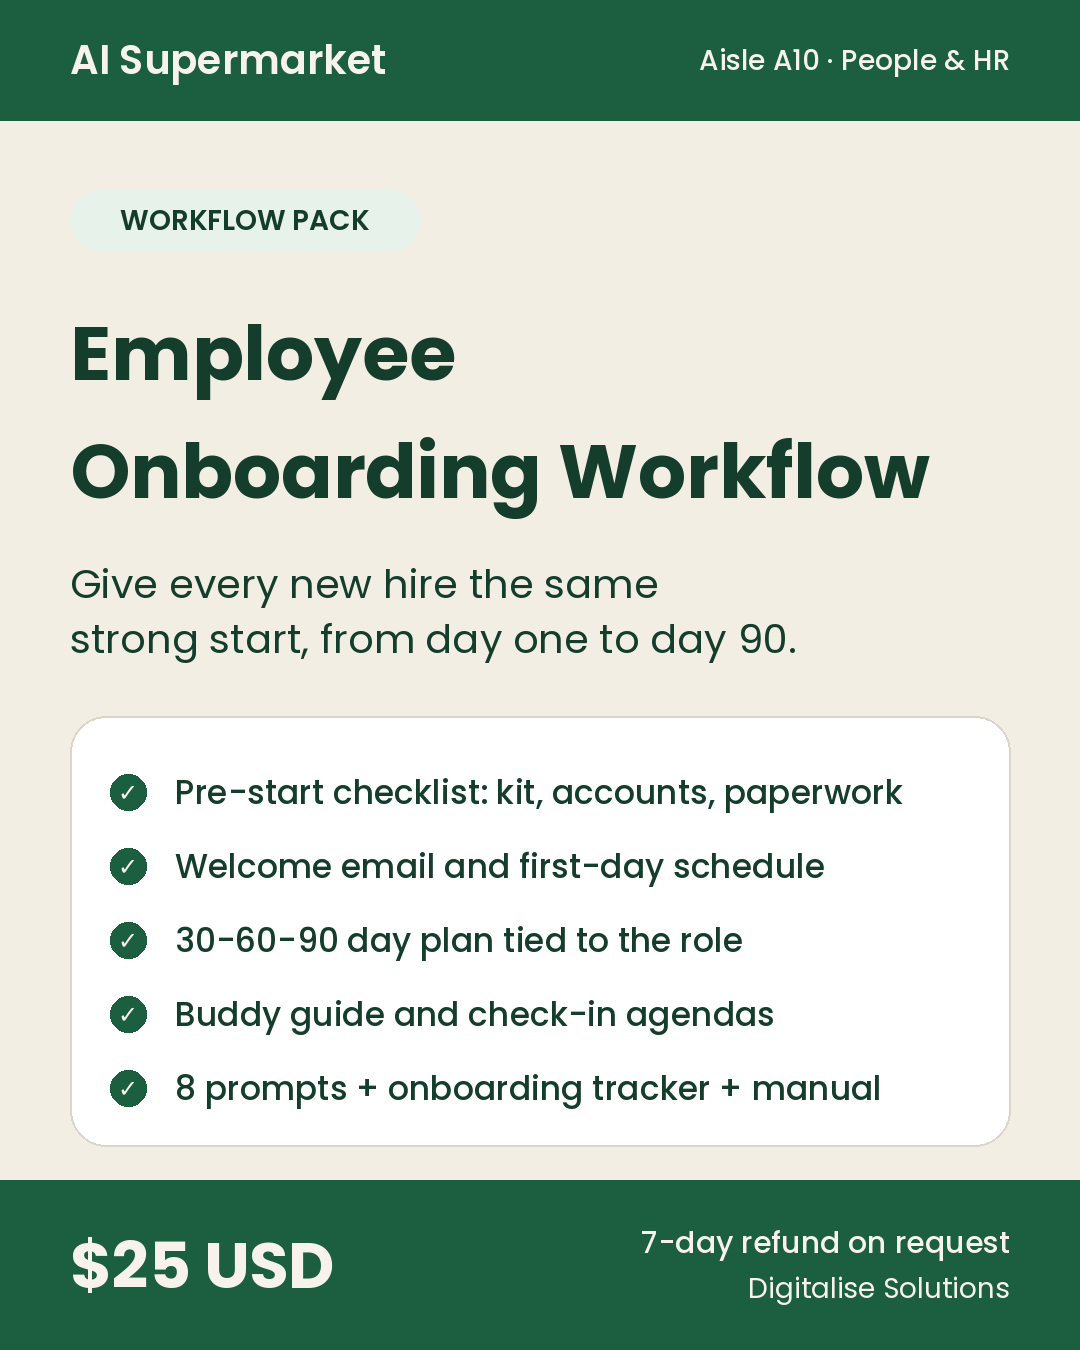 AI Supermarket
Aisle A10 · People & HR
WORKFLOW PACK
Employee
Onboarding Workflow
Give every new hire the same
strong start, from day one to day 90.
✓ Pre-start checklist: kit, accounts, paperwork
✓ Welcome email and first-day schedule
✓ 30-60-90 day plan tied to the role
✓ Buddy guide and check-in agendas
✓ 8 prompts + onboarding tracker + manual
$25 USD
7-day refund on request
Digitalise Solutions